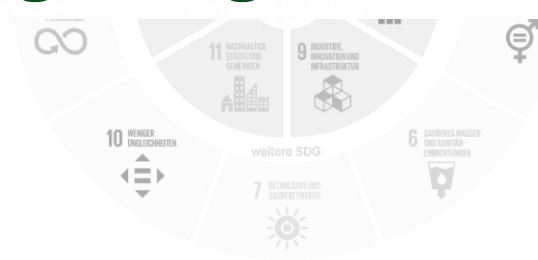 11 NACHHALTIGE
STÄDTE UND
GEMEINDEN
9 INDUSTRIE,
INNOVATION UND
INFRASTRUKTUR
10 WENIGER
UNGLEICHHEITEN
weitere SDG
6 SAUBERES WASSER
UND SANITÄR-
EINRICHTUNGEN
7 BEZAHLBARE UND
SAUBERE ENERGIE